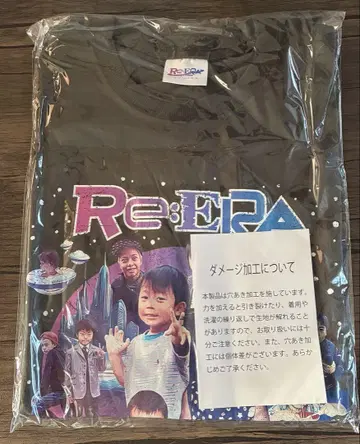 Re:ERA
Re:ERA
ダメージ加工について
本製品は穴あき加工を施しています。
力を加えると引き裂けたり、着用や
洗濯の繰り返しで生地が解れること
がありますので、お取り扱いには十
分ご注意ください。また、穴あき加
工には個体差がございます。あらか
じめご了承ください。